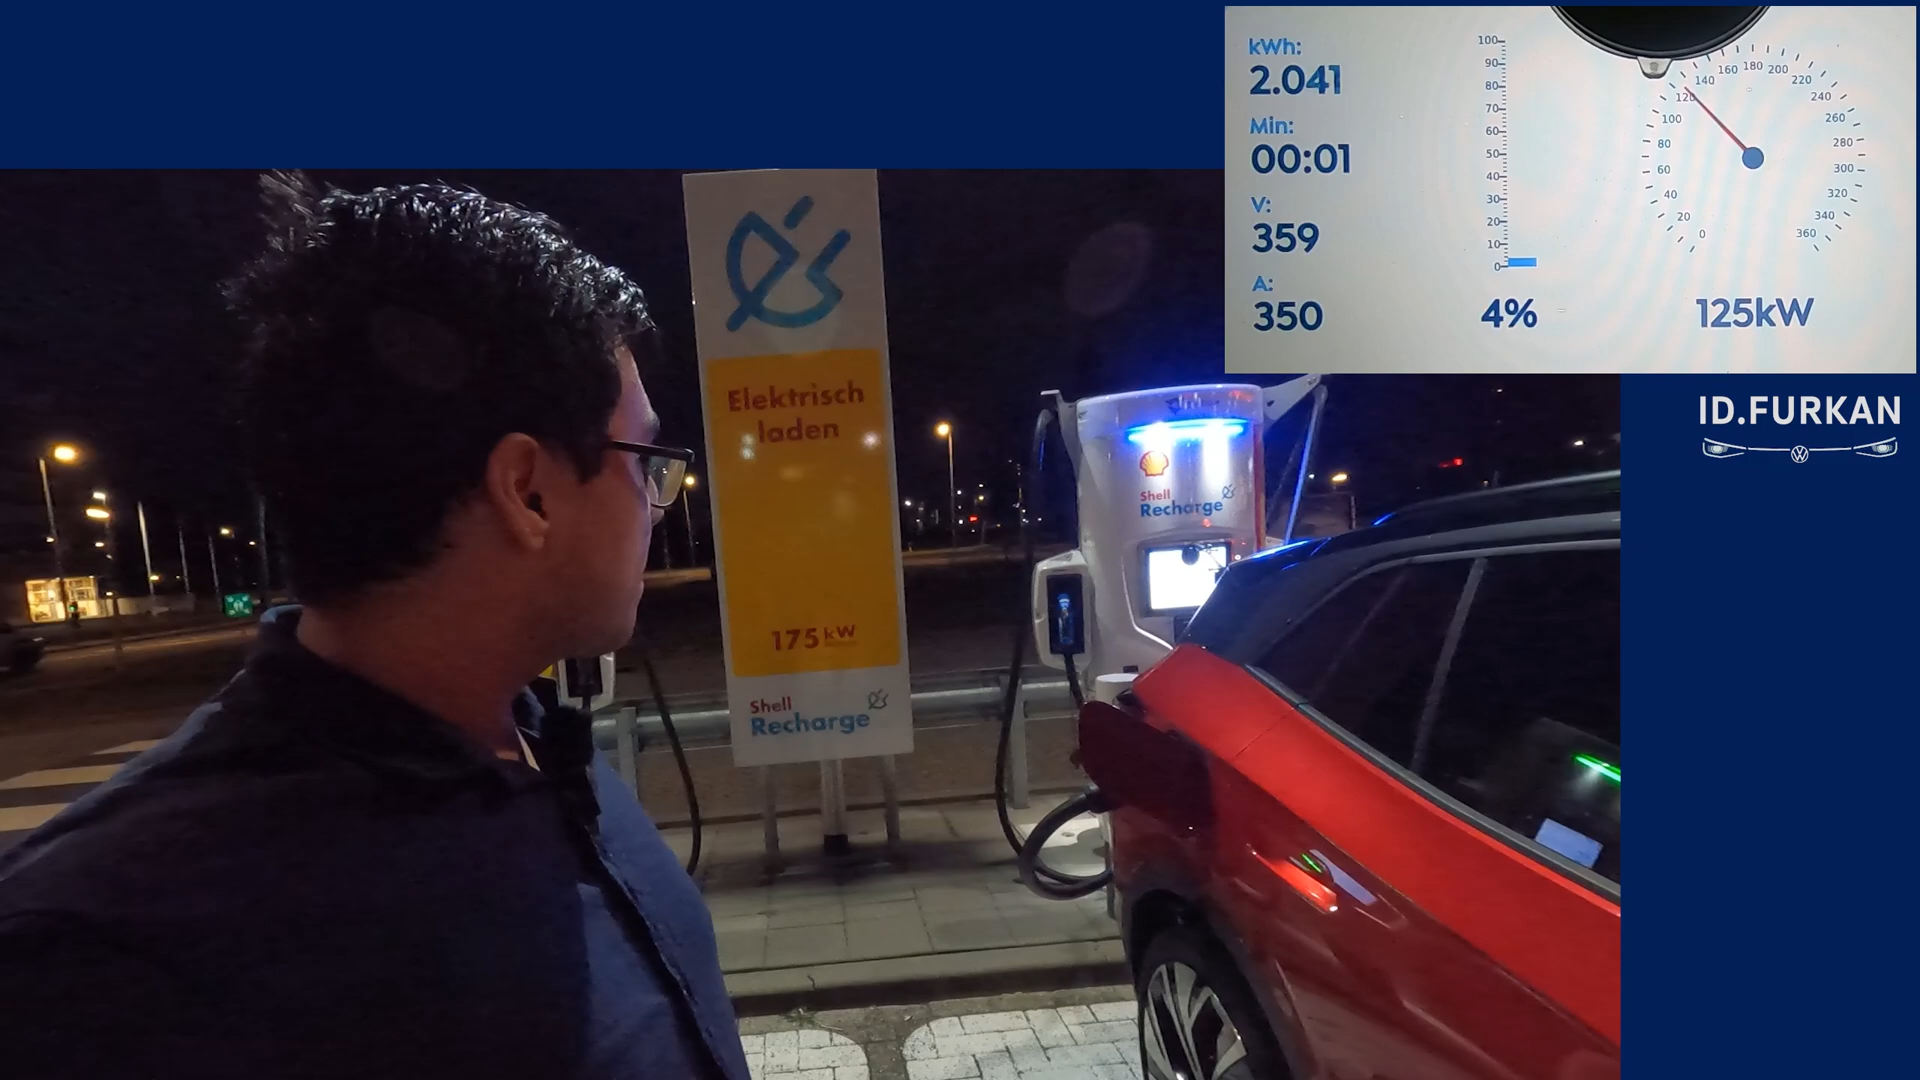 kWh:
2.041
Min:
00:01
V:
359
A:
350
100
90
80
70
60
50
40
30
20
10
0
4%
0
20
40
60
80
100
120
140
160
180
200
220
240
260
280
300
320
340
360
125kW
ID.FURKAN
Elektrisch
laden
175 kW
Shell
Recharge
Shell
Recharge